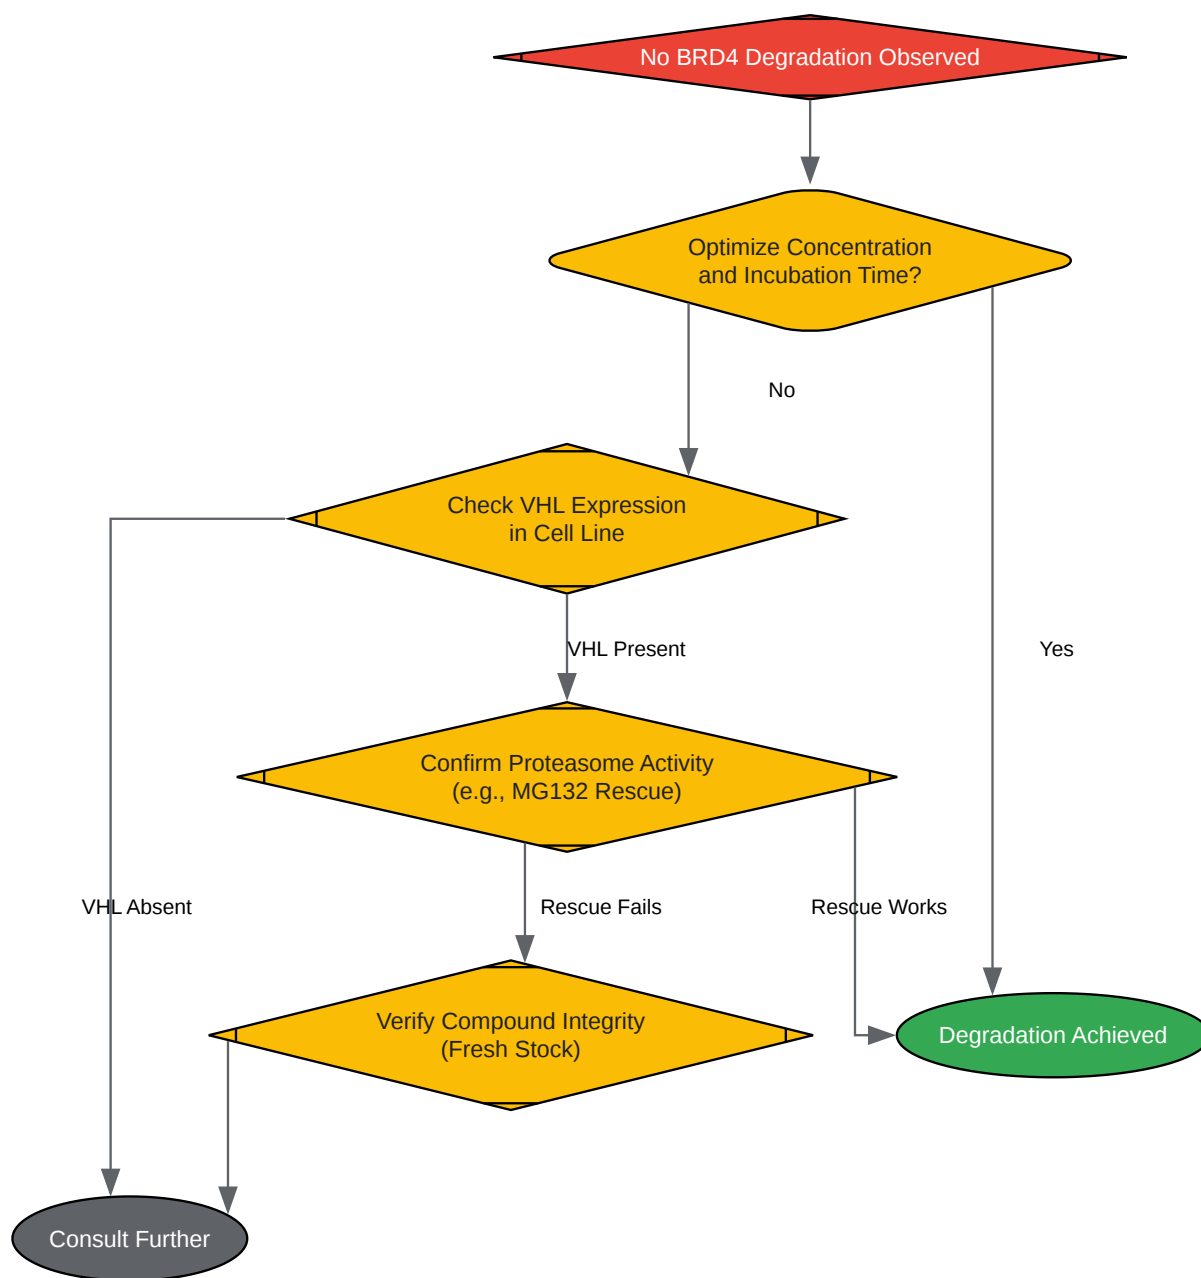 No BRD4 Degradation Observed
Optimize Concentration
and Incubation Time?
No
Check VHL Expression
in Cell Line
VHL Present
Yes
Confirm Proteasome Activity
(e.g., MG132 Rescue)
VHL Absent
Rescue Fails
Rescue Works
Verify Compound Integrity
(Fresh Stock)
Degradation Achieved
Consult Further